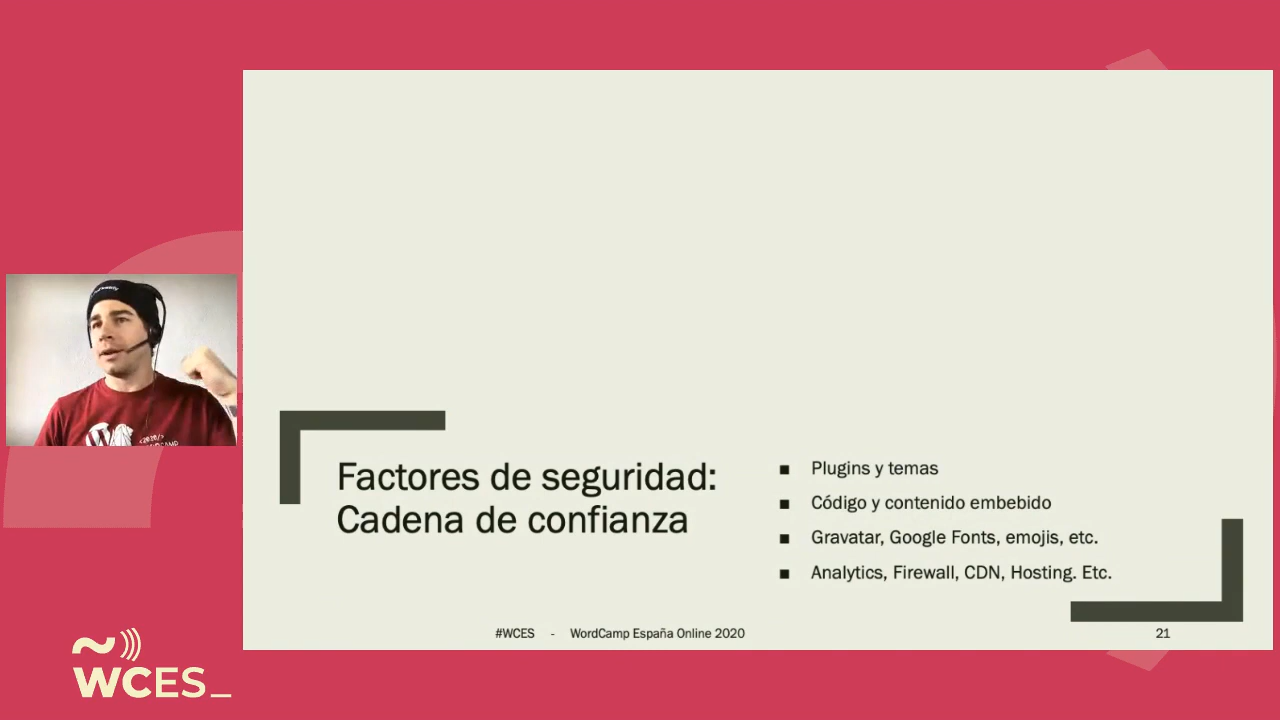 Factores de seguridad:
Cadena de confianza
■ Plugins y temas
■ Código y contenido embebido
■ Gravatar, Google Fonts, emojis, etc.
■ Analytics, Firewall, CDN, Hosting. Etc.
#WCES - WordCamp España Online 2020
21
<2020/>
~
WCES_